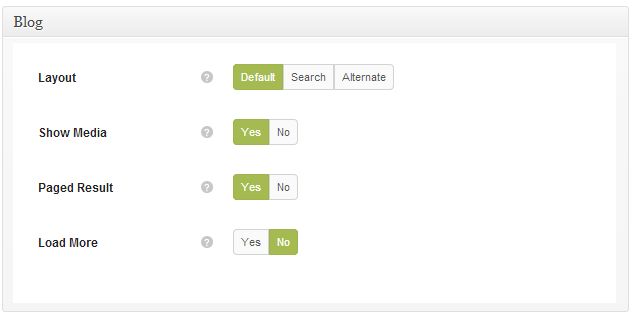 Blog
Layout ? Default Search Alternate
Show Media ? Yes No
Paged Result ? Yes No
Load More ? Yes No